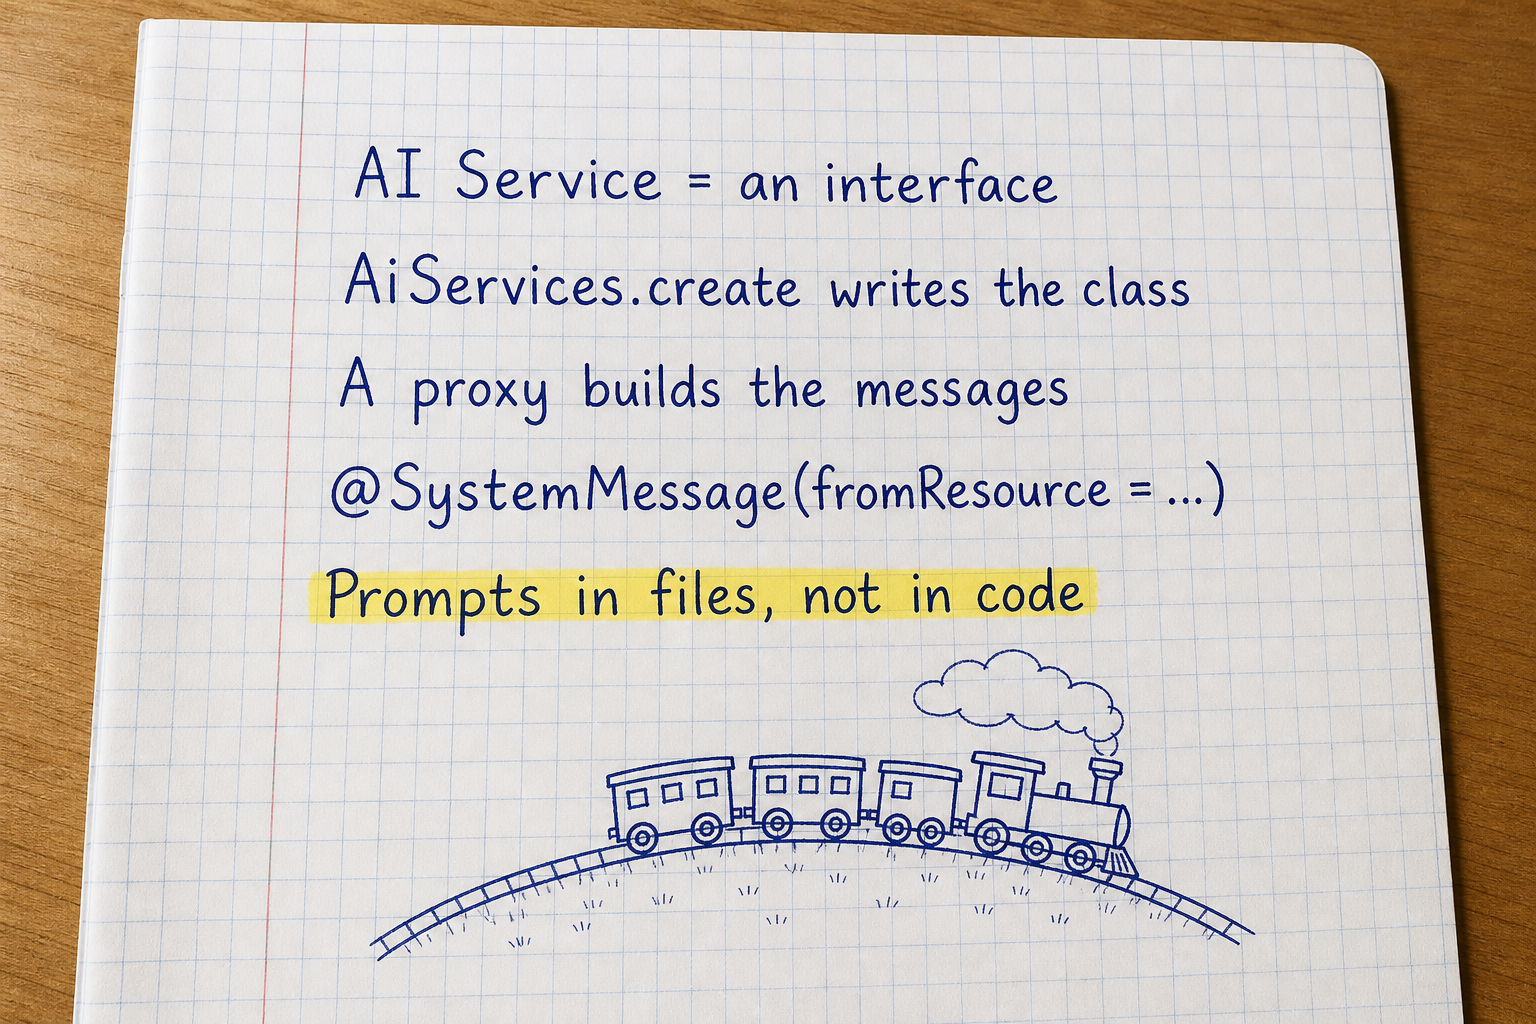 AI Service = an interface
AiServices.create writes the class
A proxy builds the messages
@SystemMessage(fromResource = ...)
Prompts in files, not in code